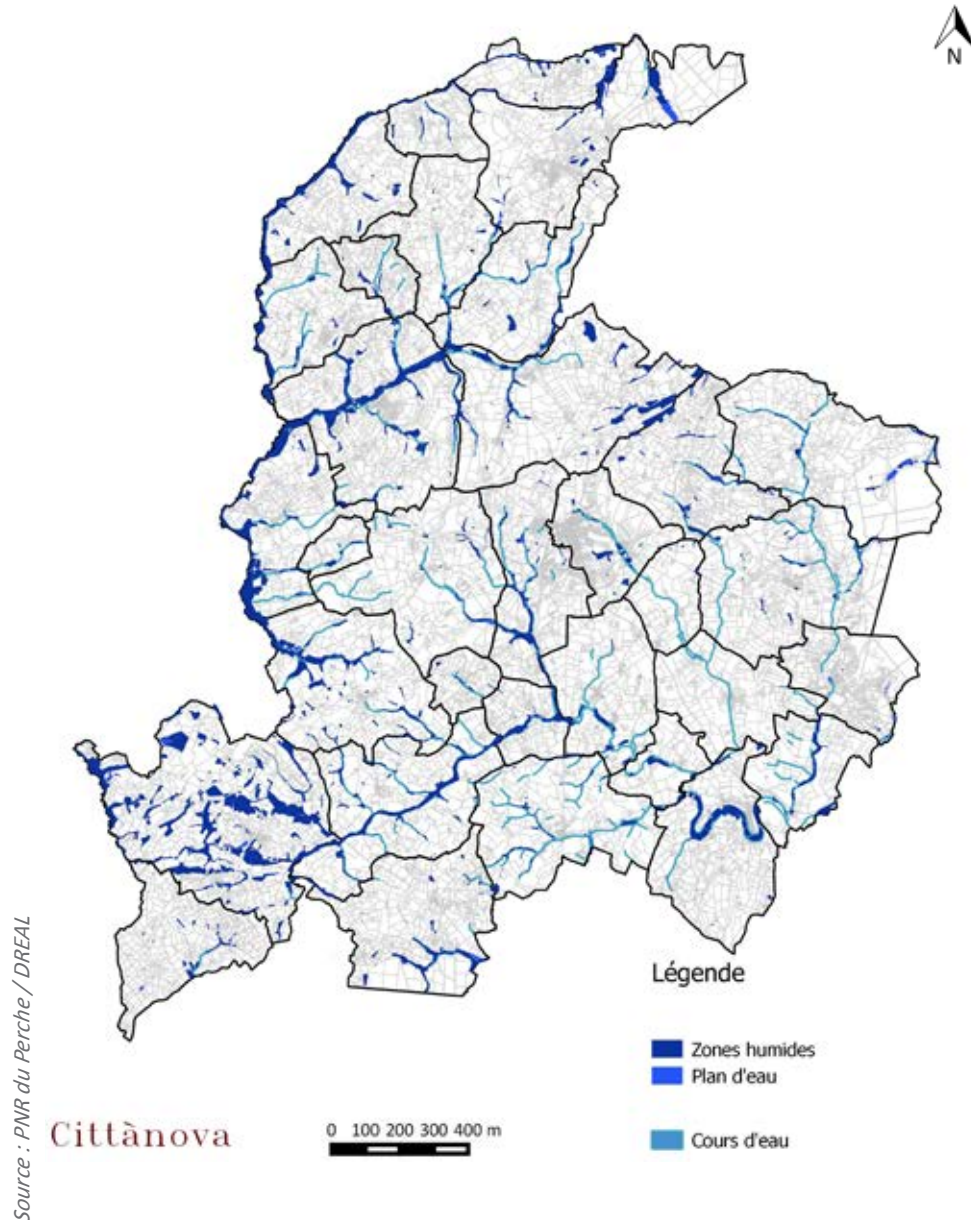 N
Légende
Zones humides
Plan d'eau
Cours d'eau
0 100 200 300 400 m
Cittànova
Source : PNR du Perche / DREAL